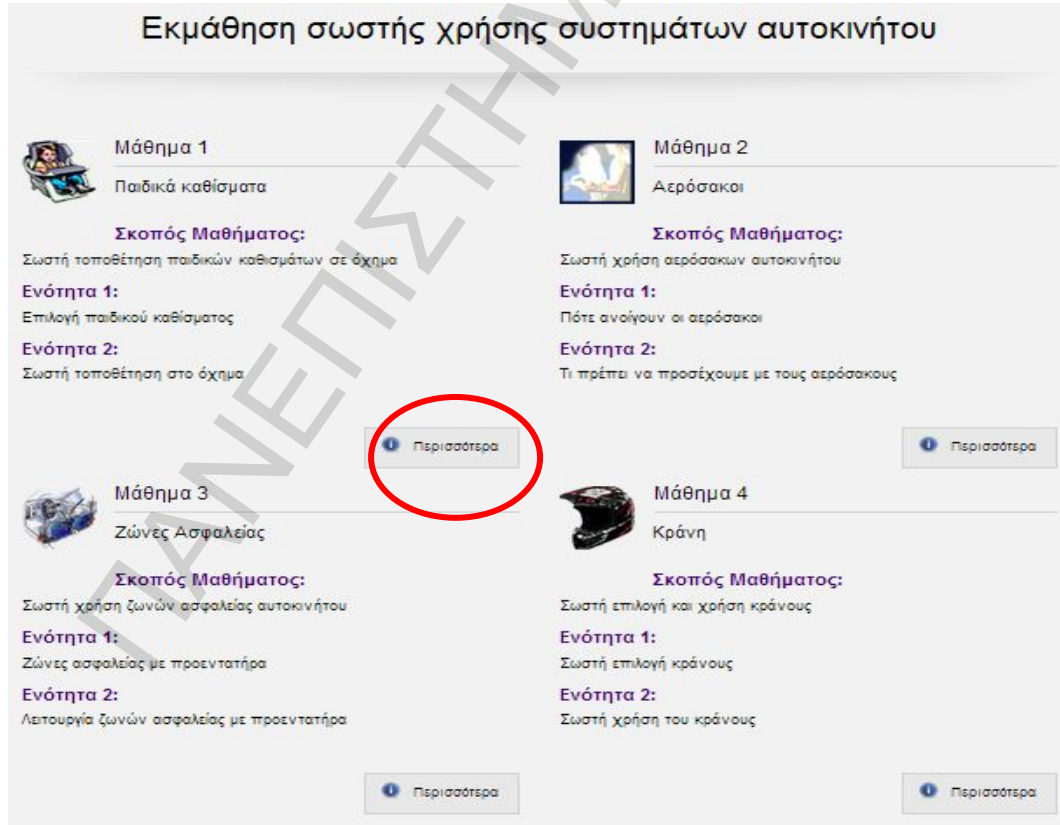 Εκμάθηση σωστής χρήσης συστημάτων αυτοκινήτου
Μάθημα 1
Παιδικά καθίσματα
Σκοπός Μαθήματος:
Σωστή τοποθέτηση παιδικών καθισμάτων σε όχημα
Ενότητα 1:
Επιλογή παιδικού καθίσματος
Ενότητα 2:
Σωστή τοποθέτηση στο όχημα
Περισσότερα
Μάθημα 2
Αερόσακοι
Σκοπός Μαθήματος:
Σωστή χρήση αερόσακων αυτοκινήτου
Ενότητα 1:
Πότε ανοίγουν οι αερόσακοι
Ενότητα 2:
Τι πρέπει να προσέχουμε με τους αερόσακους
Περισσότερα
Μάθημα 3
Ζώνες Ασφαλείας
Σκοπός Μαθήματος:
Σωστή χρήση ζωνών ασφαλείας αυτοκινήτου
Ενότητα 1:
Ζώνες ασφαλείας με προεντατήρα
Ενότητα 2:
Λειτουργία ζωνών ασφαλείας με προεντατήρα
Περισσότερα
Μάθημα 4
Κράνη
Σκοπός Μαθήματος:
Σωστή επιλογή και χρήση κράνους
Ενότητα 1:
Σωστή επιλογή κράνους
Ενότητα 2:
Σωστή χρήση του κράνους
Περισσότερα
ΠΑΝΕΠΙΣΤΗΜ